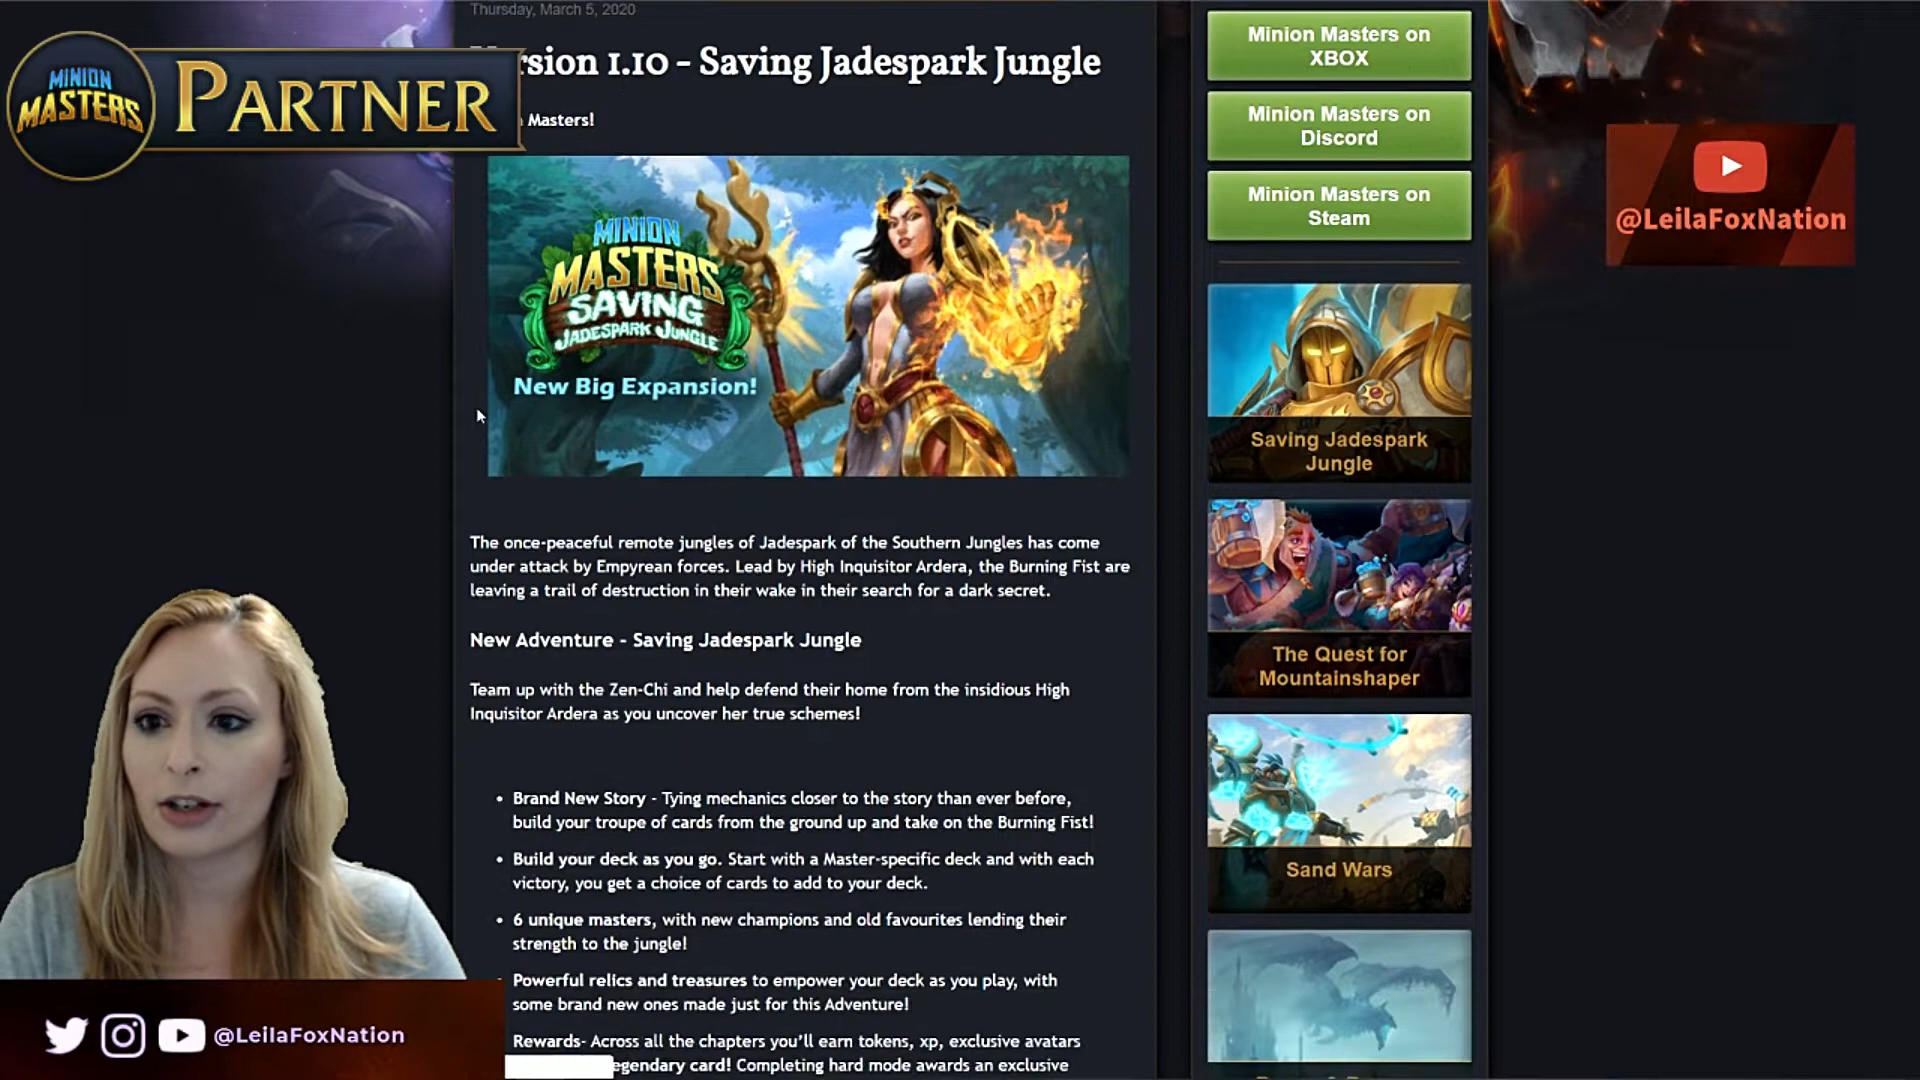 Thursday, March 5, 2020
rsion 1.10 - Saving Jadespark Jungle
Masters!
MINION
MASTERS
PARTNER
MINION
MASTERS
SAVING
JADESPARK JUNGLE
New Big Expansion!
The once-peaceful remote jungles of Jadespark of the Southern Jungles has come
under attack by Empyrean forces. Lead by High Inquisitor Ardera, the Burning Fist are
leaving a trail of destruction in their wake in their search for a dark secret.
New Adventure - Saving Jadespark Jungle
Team up with the Zen-Chi and help defend their home from the insidious High
Inquisitor Ardera as you uncover her true schemes!
• Brand New Story - Tying mechanics closer to the story than ever before,
build your troupe of cards from the ground up and take on the Burning Fist!
• Build your deck as you go. Start with a Master-specific deck and with each
victory, you get a choice of cards to add to your deck.
• 6 unique masters, with new champions and old favourites lending their
strength to the jungle!
Powerful relics and treasures to empower your deck as you play, with
some brand new ones made just for this Adventure!
Rewards- Across all the chapters you'll earn tokens, xp, exclusive avatars
egendary card! Completing hard mode awards an exclusive
Minion Masters on
XBOX
Minion Masters on
Discord
Minion Masters on
Steam
Saving Jadespark
Jungle
The Quest for
Mountainshaper
Sand Wars
@LeilaFoxNation
@LeilaFoxNation